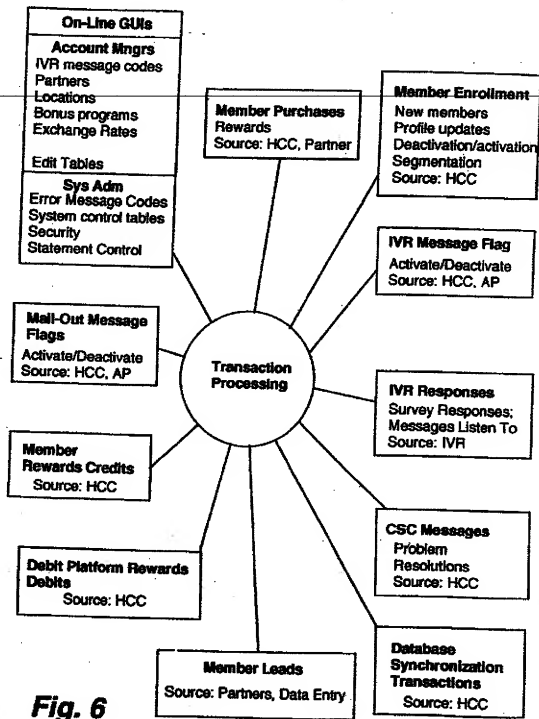 On-Line GUIs
Account Mngrs
IVR message codes
Partners
Locations
Bonus programs
Exchange Rates
Edit Tables
Sys Adm
Error Message Codes
System control tables
Security
Statement Control
Member Purchases
Rewards
Source: HCC, Partner
Member Enrollment
New members
Profile updates
Deactivation/activation
Segmentation
Source: HCC
IVR Message Flag
Activate/Deactivate
Source: HCC, AP
Mail-Out Message
Flags
Activate/Deactivate
Source: HCC, AP
Transaction
Processing
IVR Responses
Survey Responses;
Messages Listen To
Source: IVR
Member
Rewards Credits
Source: HCC
CSC Messages
Problem
Resolutions
Source: HCC
Debit Platform Rewards
Debits
Source: HCC
Member Leads
Source: Partners, Data Entry
Database
Synchronization
Transactions
Source: HCC
Fig. 6